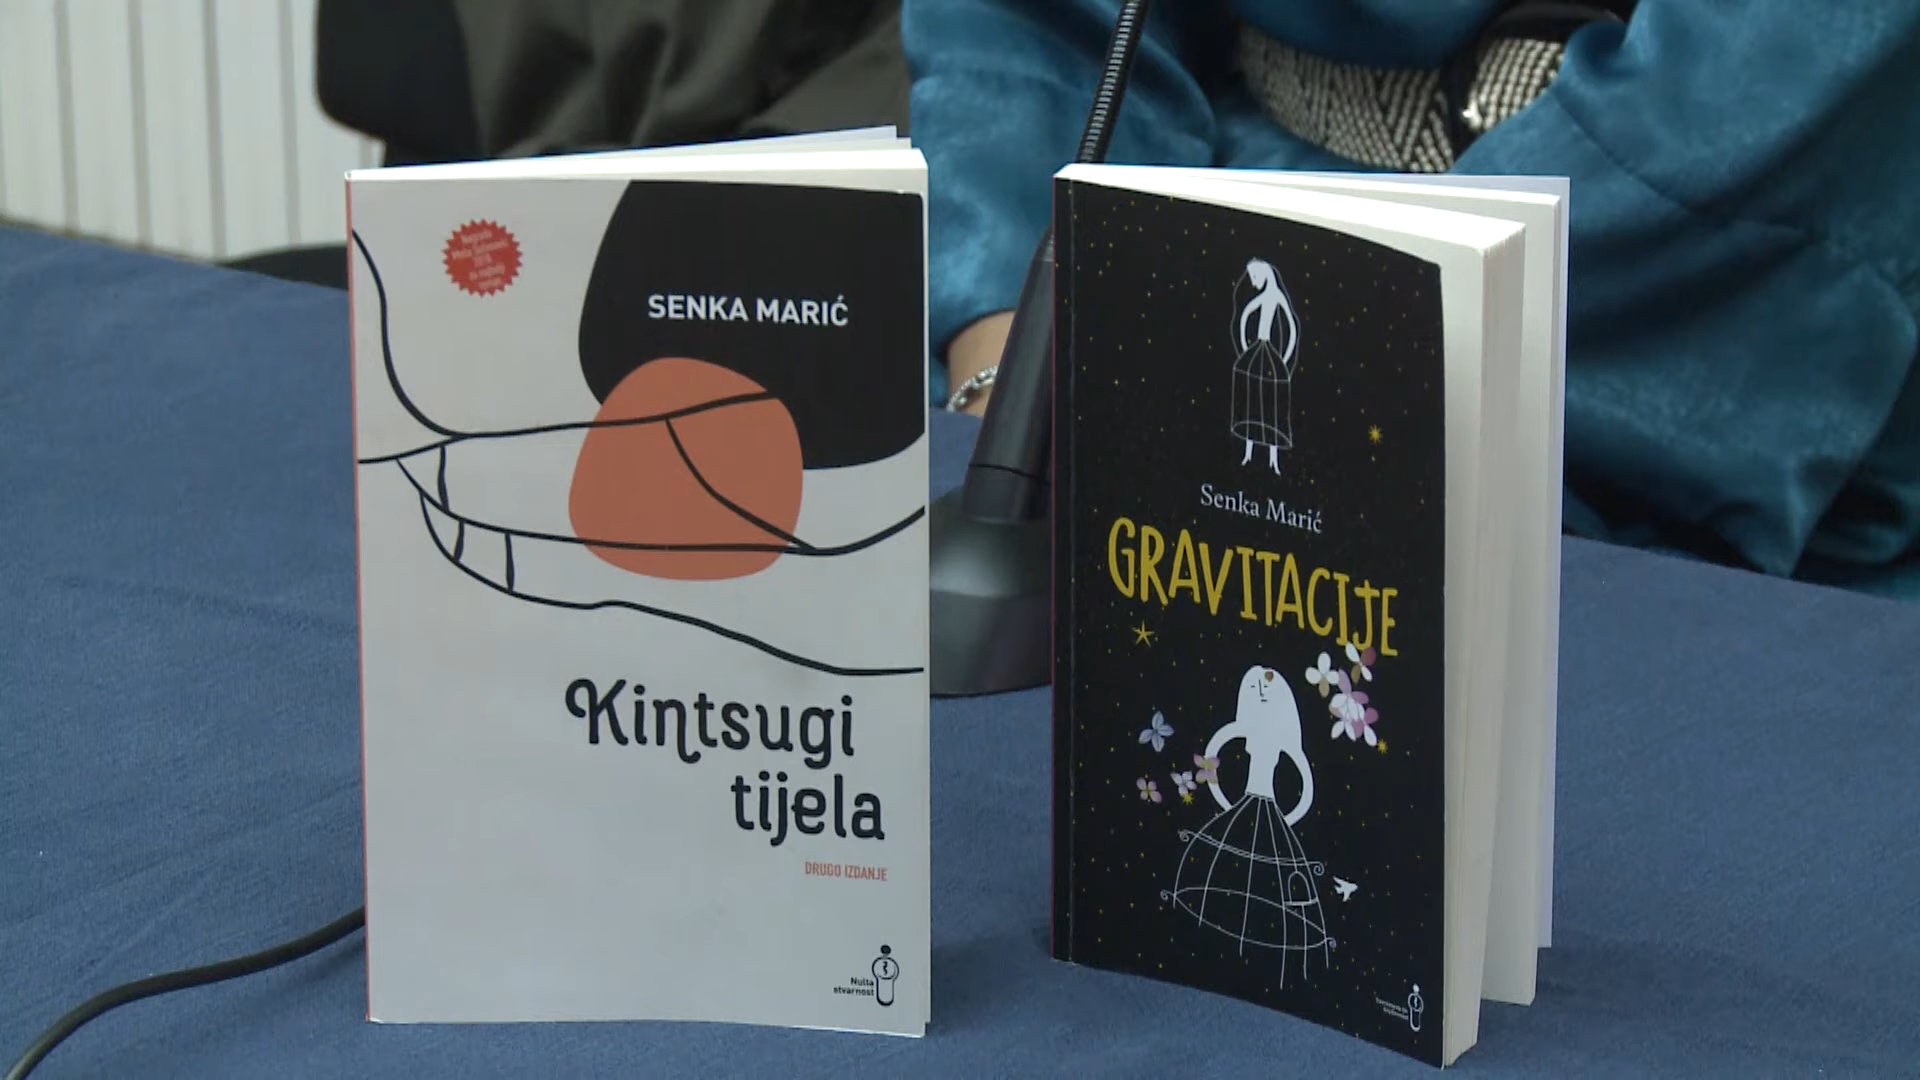 SENKA MARIĆ
Kintsugi
tijela
DRUGO IZDANJE
Nulta
stvarnost
Senka Marić
GRAVITACIJE